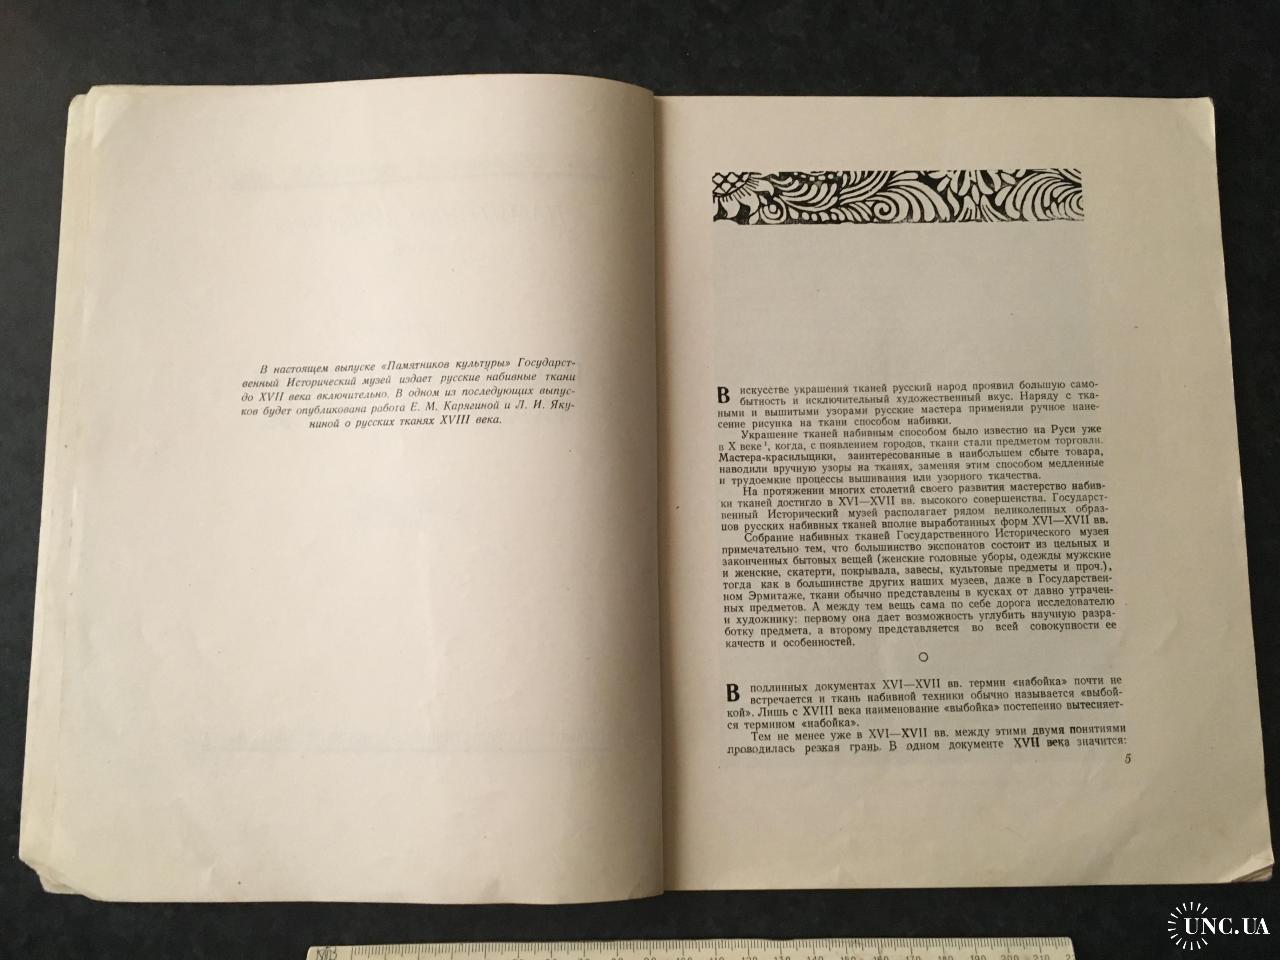 В настоящем выпуске «Памятников культуры» Государст-
венный Исторический музей издает русские набивные ткани
до XVII века включительно. В одном из последующих выпус-
ков будет опубликована работа Е. М. Карягиной и Л. И. Яку-
ниной о русских тканях XVIII века.
В искусстве украшения тканей русский народ проявил большую само-
бытность и исключительный художественный вкус. Наряду с тка-
ными и вышитыми узорами русские мастера применяли ручное нане-
сение рисунка на ткани способом набивки.
Украшение тканей набивным способом было известно на Руси уже
в X веке¹, когда, с появлением городов, ткани стали предметом торговли.
Мастера-красильщики, заинтересованные в наибольшем сбыте товара,
наводили вручную узоры на тканях, заменяя этим способом медленные
и трудоемкие процессы вышивания или узорного ткачества.
На протяжении многих столетий своего развития мастерство набив-
ки тканей достигло в XVI—XVII вв. высокого совершенства. Государст-
венный Исторический музей располагает рядом великолепных образ-
цов русских набивных тканей вполне выработанных форм XVI—XVII вв.
Собрание набивных тканей Государственного Исторического музея
примечательно тем, что большинство экспонатов состоит из цельных и
законченных бытовых вещей (женские головные уборы, одежды мужские
и женские, скатерти, покрывала, завесы, культовые предметы и проч.),
тогда как в большинстве других наших музеев, даже в Государствен-
ном Эрмитаже, ткани обычно представлены в кусках от давно утрачен-
ных предметов. А между тем вещь сама по себе дорога исследователю
и художнику: первому она дает возможность углубить научную разра-
ботку предмета, а второму представляется во всей совокупности ее
качеств и особенностей.
В подлинных документах XVI—XVII вв. термин «набойка» почти не
встречается и ткань набивной техники обычно называется «выбой-
кой». Лишь с XVIII века наименование «выбойка» постепенно вытесняет-
ся термином «набойка».
Тем не менее уже в XVI—XVII вв. между этими двумя понятиями
проводилась резкая грань. В одном документе XVII века значится:
5
UNC.UA